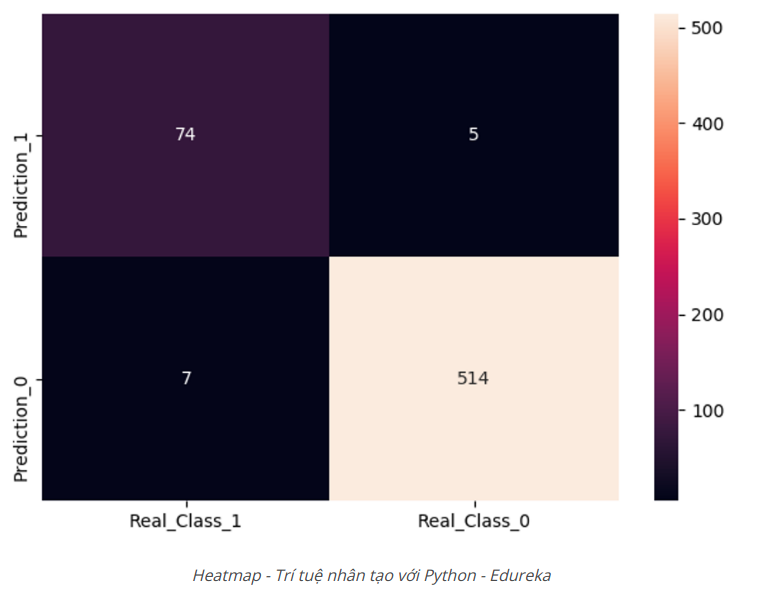 500
74
5
400
Prediction_1
300
200
7
514
Prediction_0
100
Real_Class_1
Real_Class_0
Heatmap - Trí tuệ nhân tạo với Python - Edureka